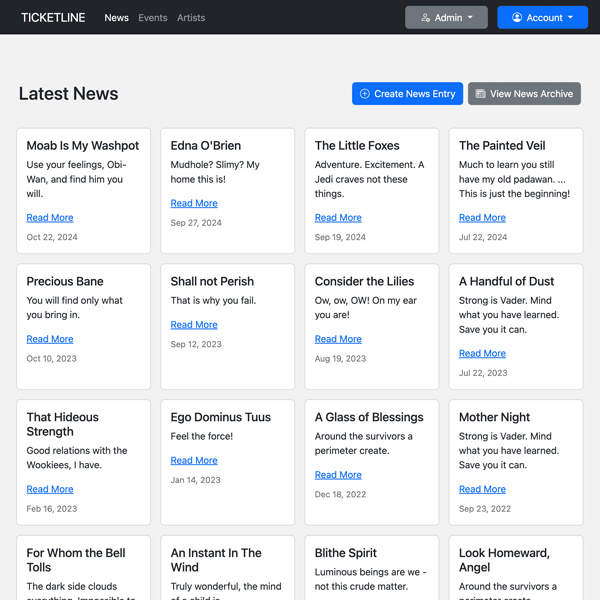 TICKETLINE News Events Artists Admin Account
Latest News
Create News Entry View News Archive
Moab Is My Washpot
Use your feelings, Obi-
Wan, and find him you
will.
Read More
Oct 22, 2024
Edna O'Brien
Mudhole? Slimy? My
home this is!
Read More
Sep 27, 2024
The Little Foxes
Adventure. Excitement. A
Jedi craves not these
things.
Read More
Sep 19, 2024
The Painted Veil
Much to learn you still
have my old padawan. ...
This is just the beginning!
Read More
Jul 22, 2024
Precious Bane
You will find only what
you bring in.
Read More
Oct 10, 2023
Shall not Perish
That is why you fail.
Read More
Sep 12, 2023
Consider the Lilies
Ow, ow, OW! On my ear
you are!
Read More
Aug 19, 2023
A Handful of Dust
Strong is Vader. Mind
what you have learned.
Save you it can.
Read More
Jul 22, 2023
That Hideous
Strength
Good relations with the
Wookiees, I have.
Read More
Feb 16, 2023
Ego Dominus Tuus
Feel the force!
Read More
Jan 14, 2023
A Glass of Blessings
Around the survivors a
perimeter create.
Read More
Dec 18, 2022
Mother Night
Strong is Vader. Mind
what you have learned.
Save you it can.
Read More
Sep 23, 2022
For Whom the Bell
Tolls
The dark side clouds
everything. Impossible to
An Instant In The
Wind
Truly wonderful, the mind
of a child is
Blithe Spirit
Luminous beings are we -
not this crude matter.
Look Homeward,
Angel
Around the survivors a
perimeter create.